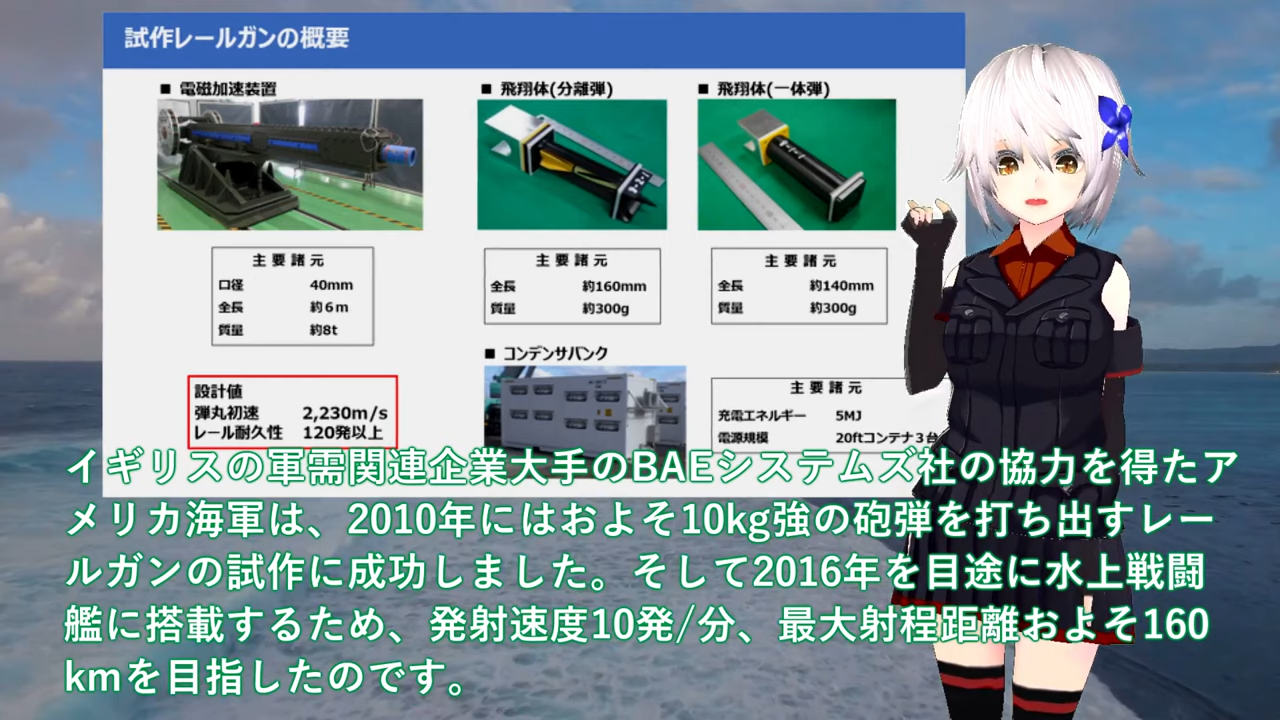 試作レールガンの概要
■ 電磁加速装置
■ 飛翔体(分離弾)
■ 飛翔体(一体弾)
主要諸元
口径 40mm
全長 約6m
質量 約8t
主要諸元
全長 約160mm
質量 約300g
主要諸元
全長 約140mm
質量 約300g
設計値
弾丸初速 2,230m/s
レール耐久性 120発以上
■ コンデンサバンク
主要諸元
充電エネルギー 5MJ
電源規模 20ftコンテナ3台
イギリスの軍需関連企業大手のBAEシステムズ社の協力を得たア
メリカ海軍は、2010年にはおよそ10kg強の砲弾を打ち出すレー
ルガンの試作に成功しました。そして2016年を目途に水上戦闘
艦に搭載するため、発射速度10発/分、最大射程距離およそ160
kmを目指したのです。